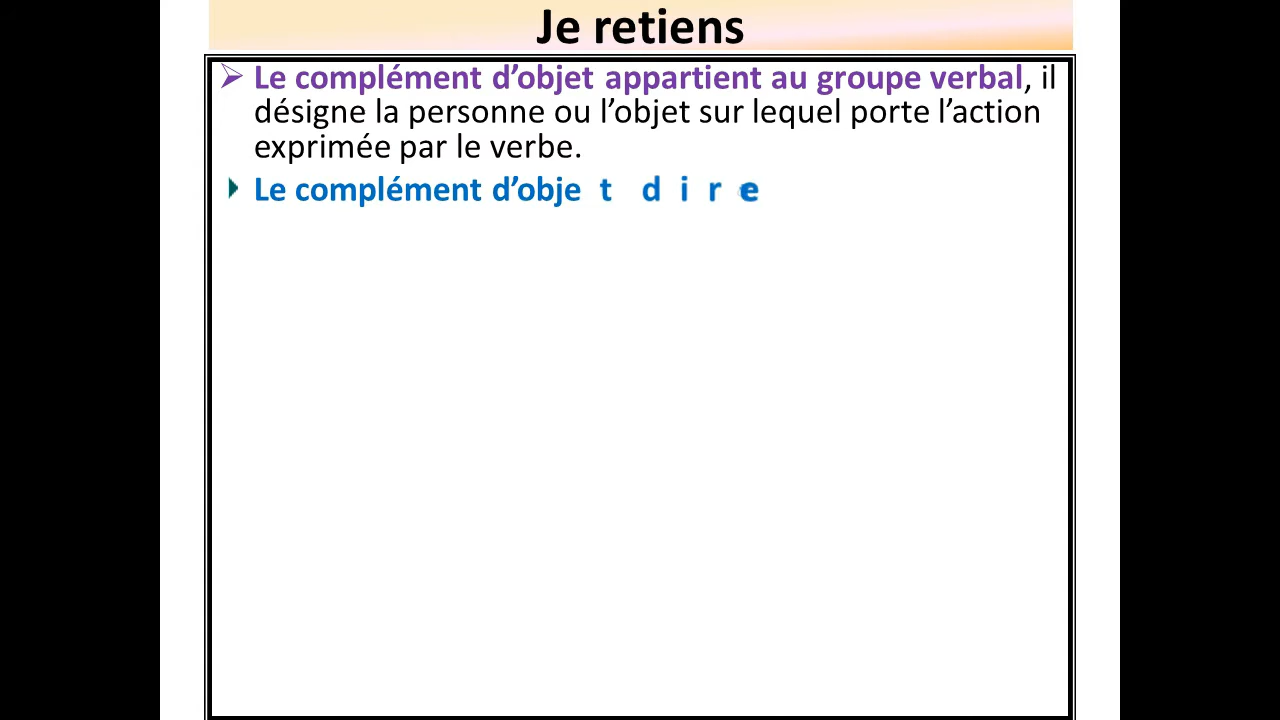 Je retiens
Le complément d’objet appartient au groupe verbal, il
désigne la personne ou l’objet sur lequel porte l’action
exprimée par le verbe.
Le complément d’obje t d i r e